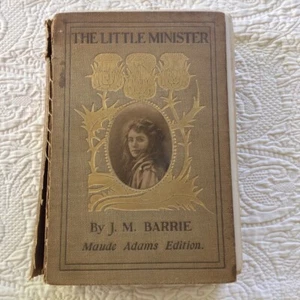 THE LITTLE MINISTER
By J. M. BARRIE
Maude Adams Edition.